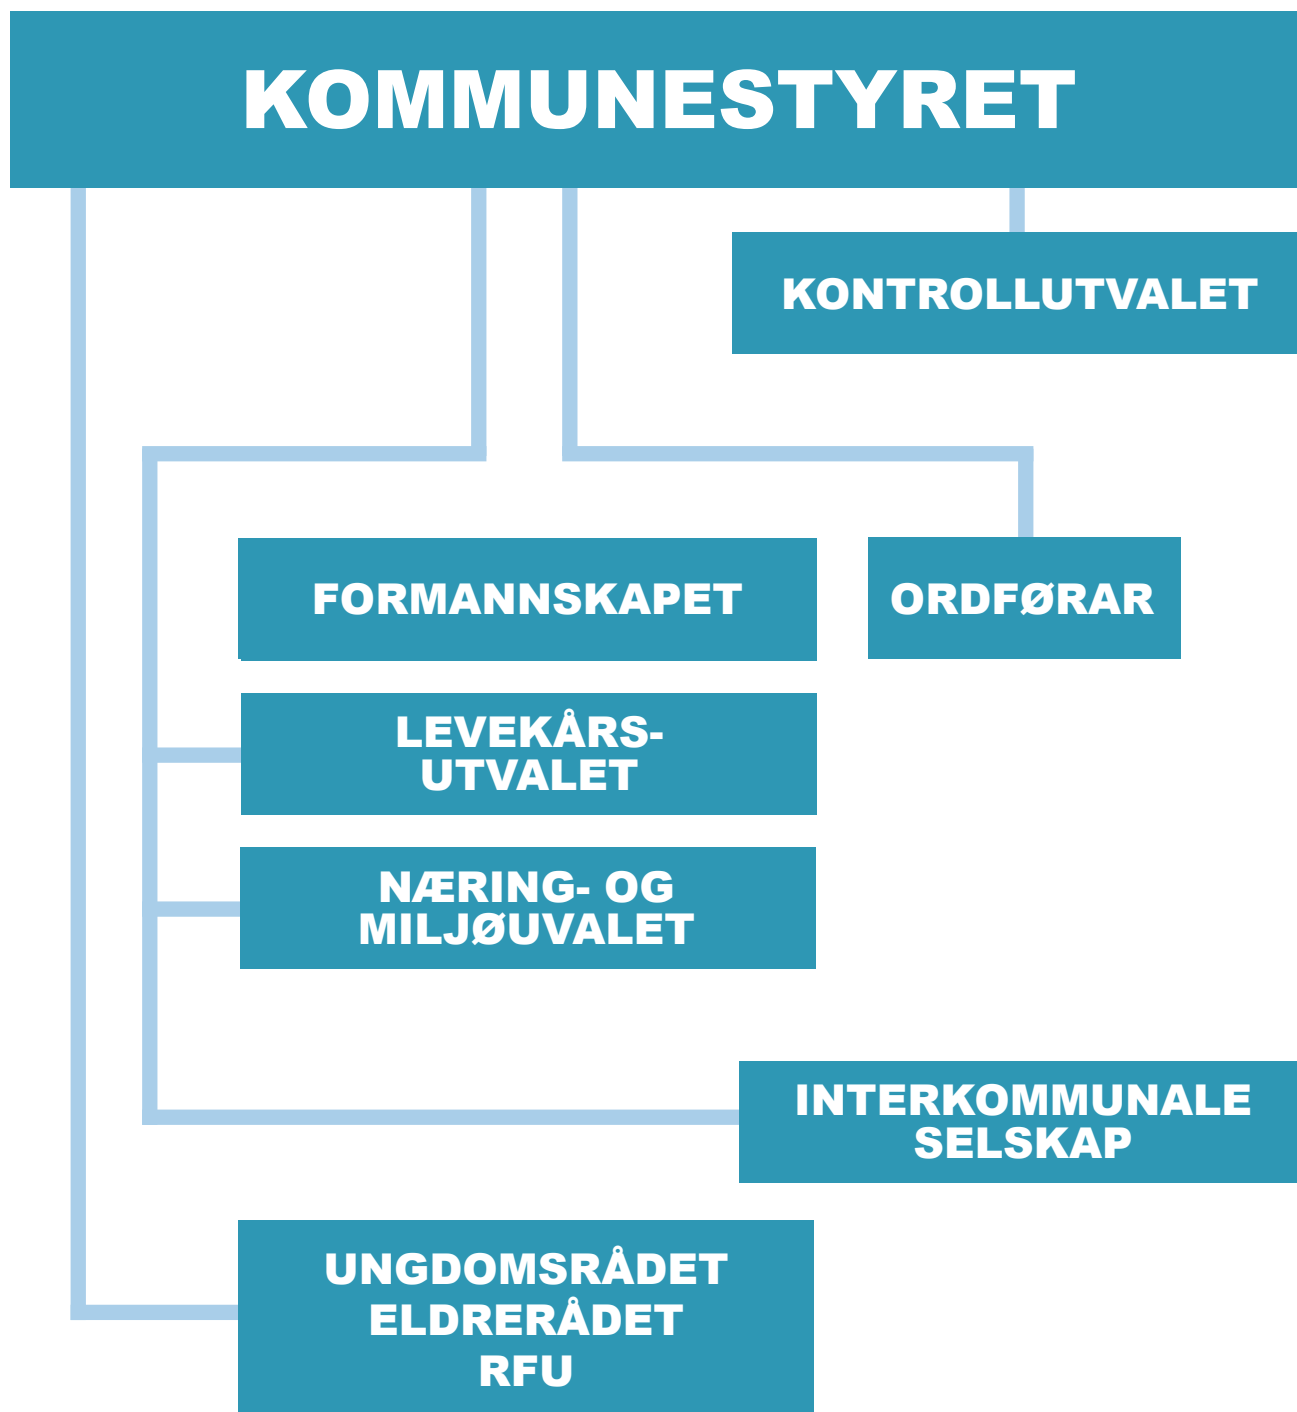 KOMMUNESTYRET
KONTROLLUTVALET
FORMANNSKAPET
ORDFØRAR
LEVEKÅRS-
UTVALET
NÆRING- OG
MILJØUVALET
INTERKOMMUNALE
SELSKAP
UNGDOMSRÅDET
ELDRERÅDET
RFU